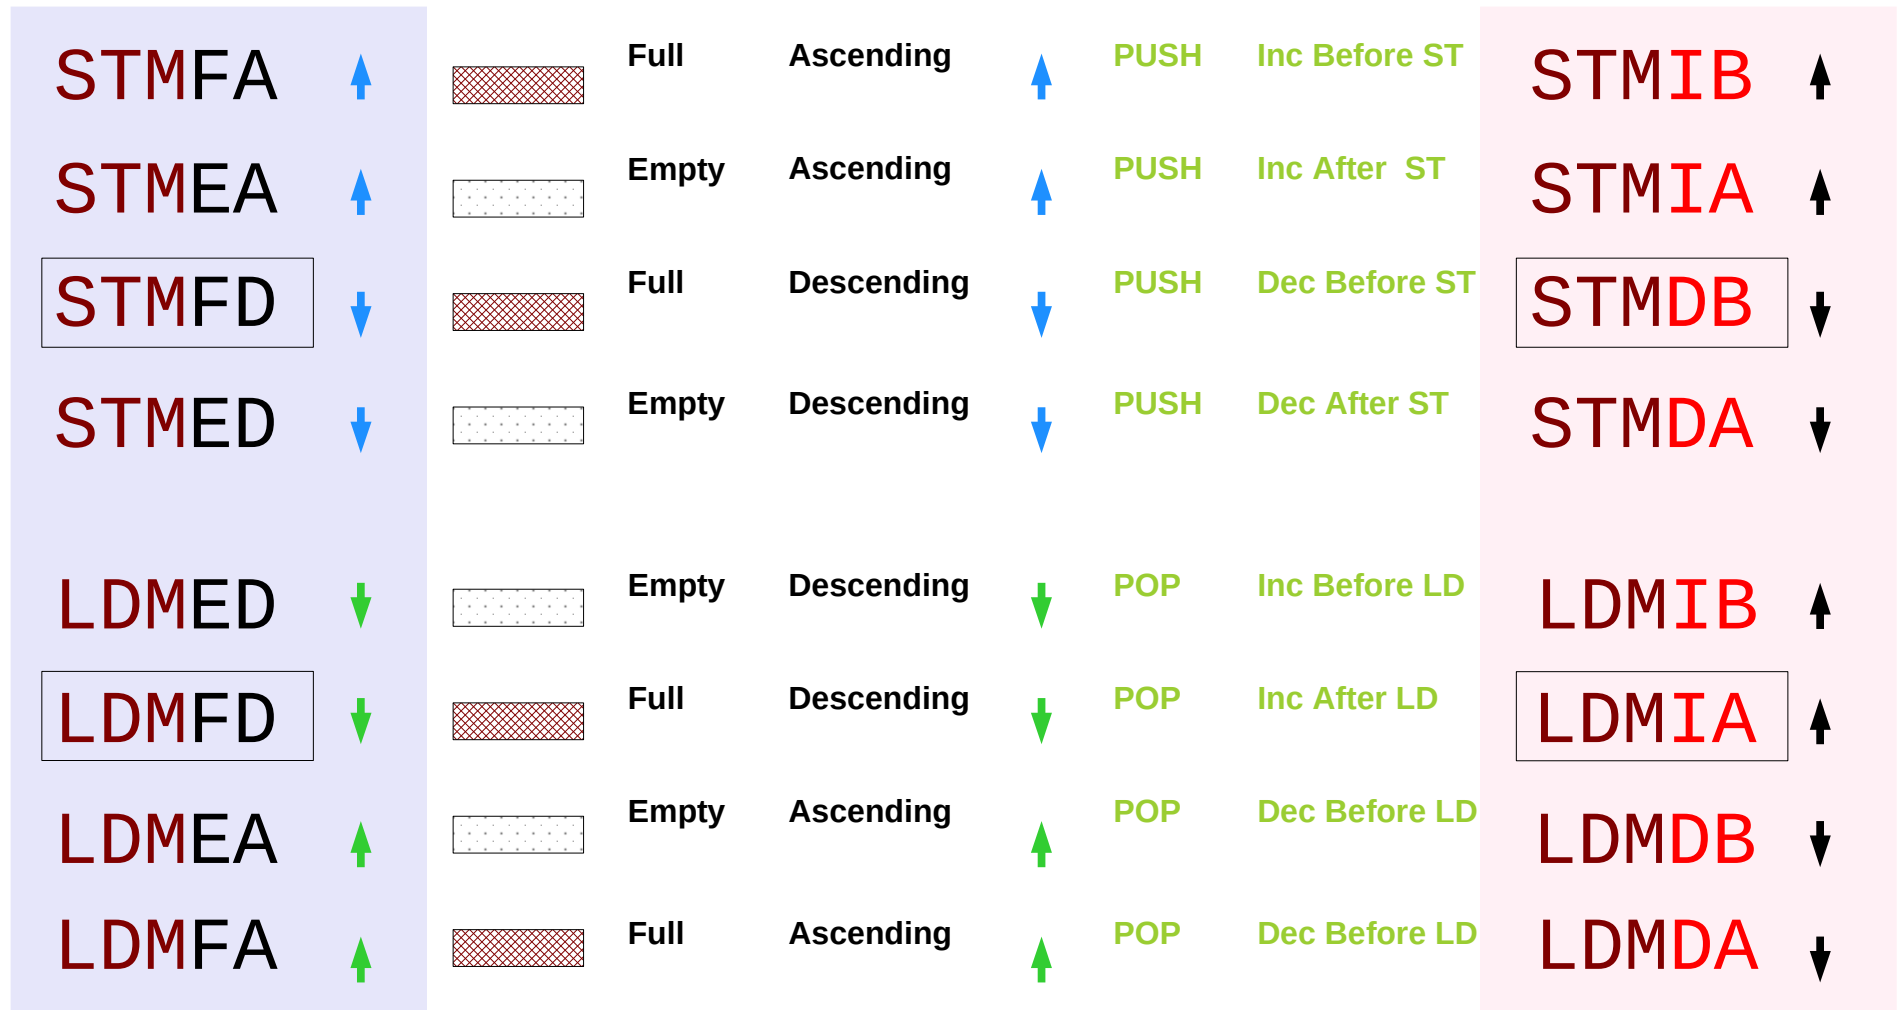 STMFA Full Ascending PUSH Inc Before ST STMIB
STMEA Empty Ascending PUSH Inc After ST STMIA
STMFD Full Descending PUSH Dec Before ST STMDB
STMED Empty Descending PUSH Dec After ST STMDA
LDMED Empty Descending POP Inc Before LD LDMIB
LDMFD Full Descending POP Inc After LD LDMIA
LDMEA Empty Ascending POP Dec Before LD LDMDB
LDMFA Full Ascending POP Dec Before LD LDMDA